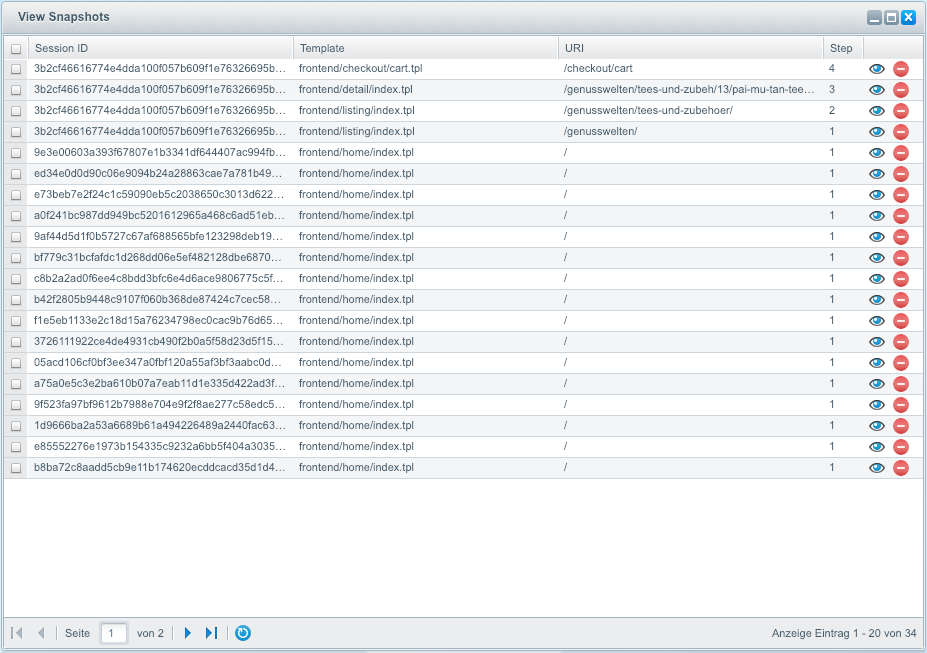 View Snapshots
Session ID Template URI Step
3b2cf46616774e4dda100f057b609f1e76326695b... frontend/checkout/cart.tpl /checkout/cart 4
3b2cf46616774e4dda100f057b609f1e76326695b... frontend/detail/index.tpl /genusswelten/tees-und-zubeh/13/pai-mu-tan-tee... 3
3b2cf46616774e4dda100f057b609f1e76326695b... frontend/listing/index.tpl /genusswelten/tees-und-zubehoer/ 2
3b2cf46616774e4dda100f057b609f1e76326695b... frontend/listing/index.tpl /genusswelten/ 1
9e3e00603a393f67807e1b3341df644407ac994fb... frontend/home/index.tpl / 1
ed34e0d0d90c06e9094b24a28863cae7a781b49... frontend/home/index.tpl / 1
e73beb7e2f24c1c59090eb5c2038650c3013d622... frontend/home/index.tpl / 1
a0f241bc987dd949bc5201612965a468c6ad51eb... frontend/home/index.tpl / 1
9af44d5d1f0b5727c67af688565bfe123298deb19... frontend/home/index.tpl / 1
bf779c31bcfafdc1d268dd06e5ef482128dbe6870... frontend/home/index.tpl / 1
c8b2a2ad0f6ee4c8bdd3bfc6e4d6ace9806775c5f... frontend/home/index.tpl / 1
b42f2805b9448c9107f060b368de87424c7cec58... frontend/home/index.tpl / 1
f1e5eb1133e2c18d15a76234798ec0cac9b76d65... frontend/home/index.tpl / 1
3726111922ce4de4931cb490f2b0a5f58d23d5f15... frontend/home/index.tpl / 1
05acd106cf0bf3ee347a0fbf120a55af3bf3aabc0d... frontend/home/index.tpl / 1
a75a0e5c3e2ba610b07a7eab11d1e335d422ad3f... frontend/home/index.tpl / 1
9f523fa97bf9612b7988e704e9f2f8ae277c58edc5... frontend/home/index.tpl / 1
1d9666ba2a53a6689b61a494226489a2440fac63... frontend/home/index.tpl / 1
e85552276e1973b154335c9232a6bb5f404a3035... frontend/home/index.tpl / 1
b8ba72c8aadd5cb9e11b174620ecddcacd35d1d4... frontend/home/index.tpl / 1
Seite 1 von 2 Anzeige Eintrag 1 - 20 von 34